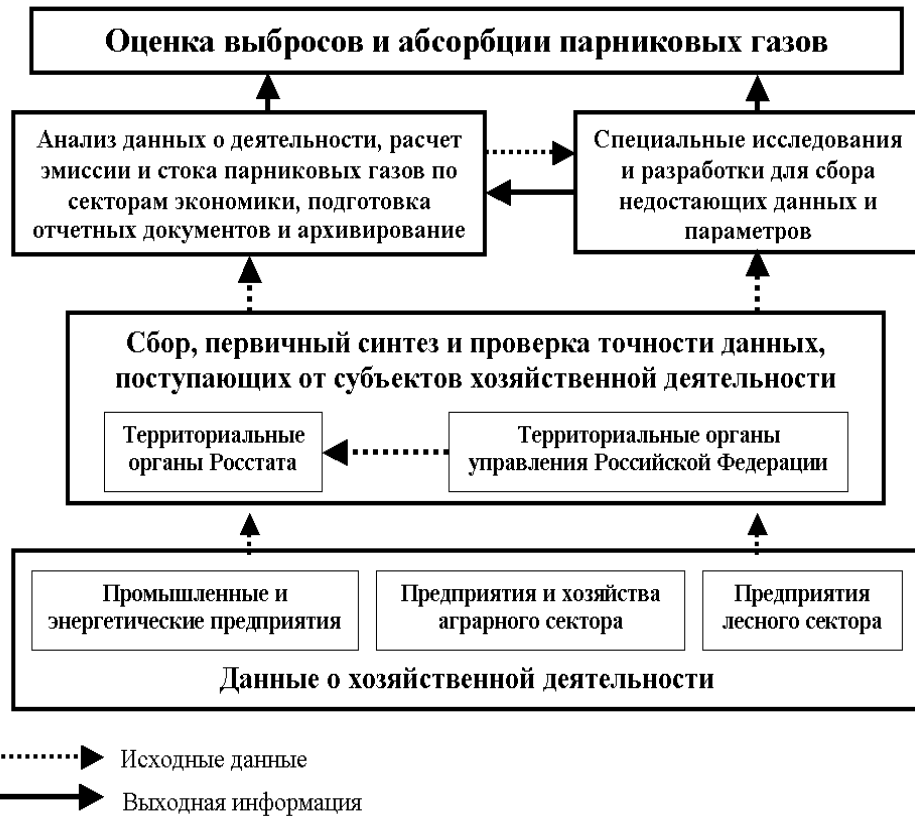 Оценка выбросов и абсорбции парниковых газов
Анализ данных о деятельности, расчет
эмиссии и стока парниковых газов по
секторам экономики, подготовка
отчетных документов и архивирование
Специальные исследования
и разработки для сбора
недостающих данных и
параметров
Сбор, первичный синтез и проверка точности данных,
поступающих от субъектов хозяйственной деятельности
Территориальные
органы Росстата
Территориальные органы
управления Российской Федерации
Промышленные и
энергетические предприятия
Предприятия и хозяйства
аграрного сектора
Предприятия
лесного сектора
Данные о хозяйственной деятельности
Исходные данные
Выходная информация